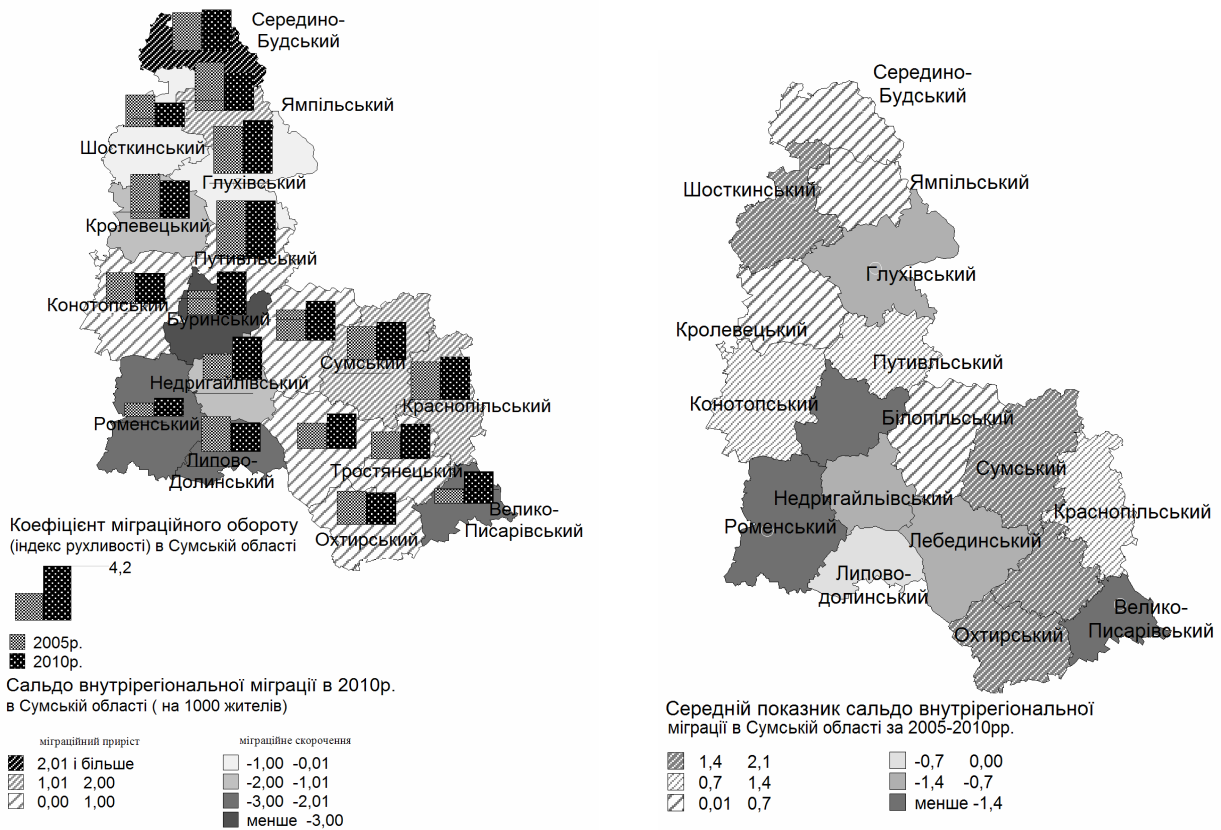 Середино-
Будський
Ямпільський
Шосткинський
Глухівський
Кролевецький
Путивльський
Конотопський
Буринський
Сумський
Недригайлівський
Краснопільський
Роменський
Липово-
Долинський
Тростянецький
Велико-
Писарівський
Охтирський
Коефіцієнт міграційного обороту
(індекс рухливості) в Сумській області
4,2
2005р.
2010р.
Сальдо внутрірегіональної міграції в 2010р.
в Сумській області ( на 1000 жителів)
міграційний приріст
2,01 і більше
1,01 2,00
0,00 1,00
міграційне скорочення
-1,00 -0,01
-2,00 -1,01
-3,00 -2,01
менше -3,00
Середино-
Будський
Ямпільський
Шосткинський
Глухівський
Кролевецький
Путивльський
Конотопський
Білопільський
Сумський
Недригайльівський
Краснопільський
Роменський
Лебединський
Липово-
долинський
Велико-
Писарівський
Охтирський
Середній показник сальдо внутрірегіональної
міграції в Сумській області за 2005-2010рр.
1,4 2,1
0,7 1,4
0,01 0,7
-0,7 0,00
-1,4 -0,7
менше -1,4